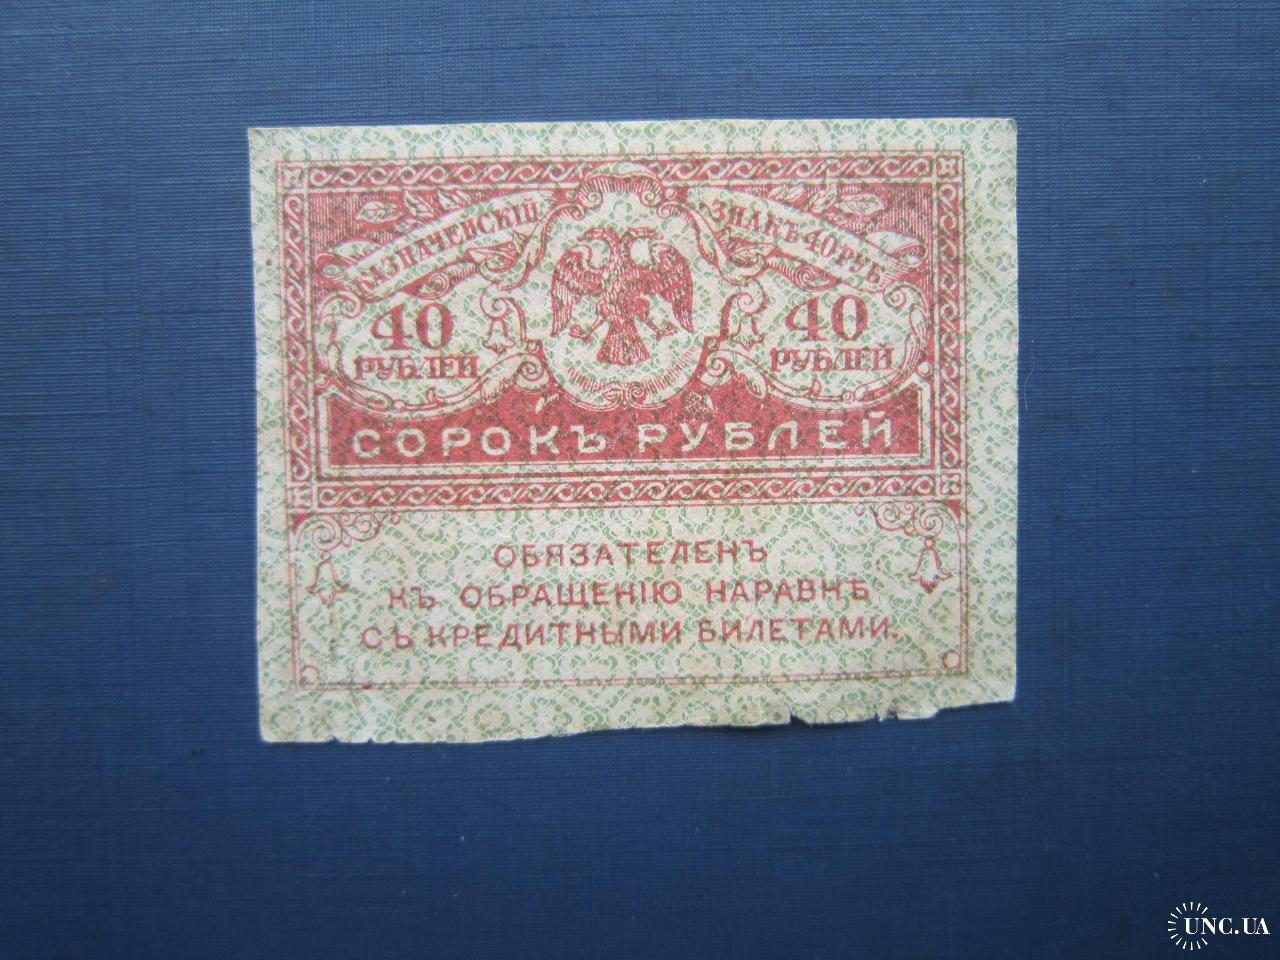 КАЗНАЧЕЙСКІЙ ЗНАКЪ 40 РУБ.
40 РУБЛЕЙ
40 РУБЛЕЙ
СОРОКЪ РУБЛЕЙ
ОБЯЗАТЕЛЕНЪ
КЪ ОБРАЩЕНІЮ НАРАВНѢ
СЪ КРЕДИТНЫМИ БИЛЕТАМИ.
UNC.UA